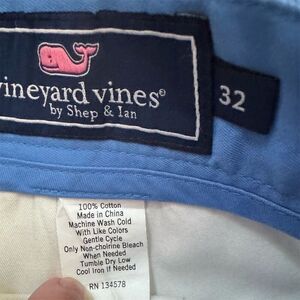 vineyard vines®
by Shep & Ian
32
100% Cotton
Made in China
Machine Wash Cold
With Like Colors
Gentle Cycle
Only Non-chloirine Bleach
When Needed
Tumble Dry Low
Cool Iron If Needed
RN 134578